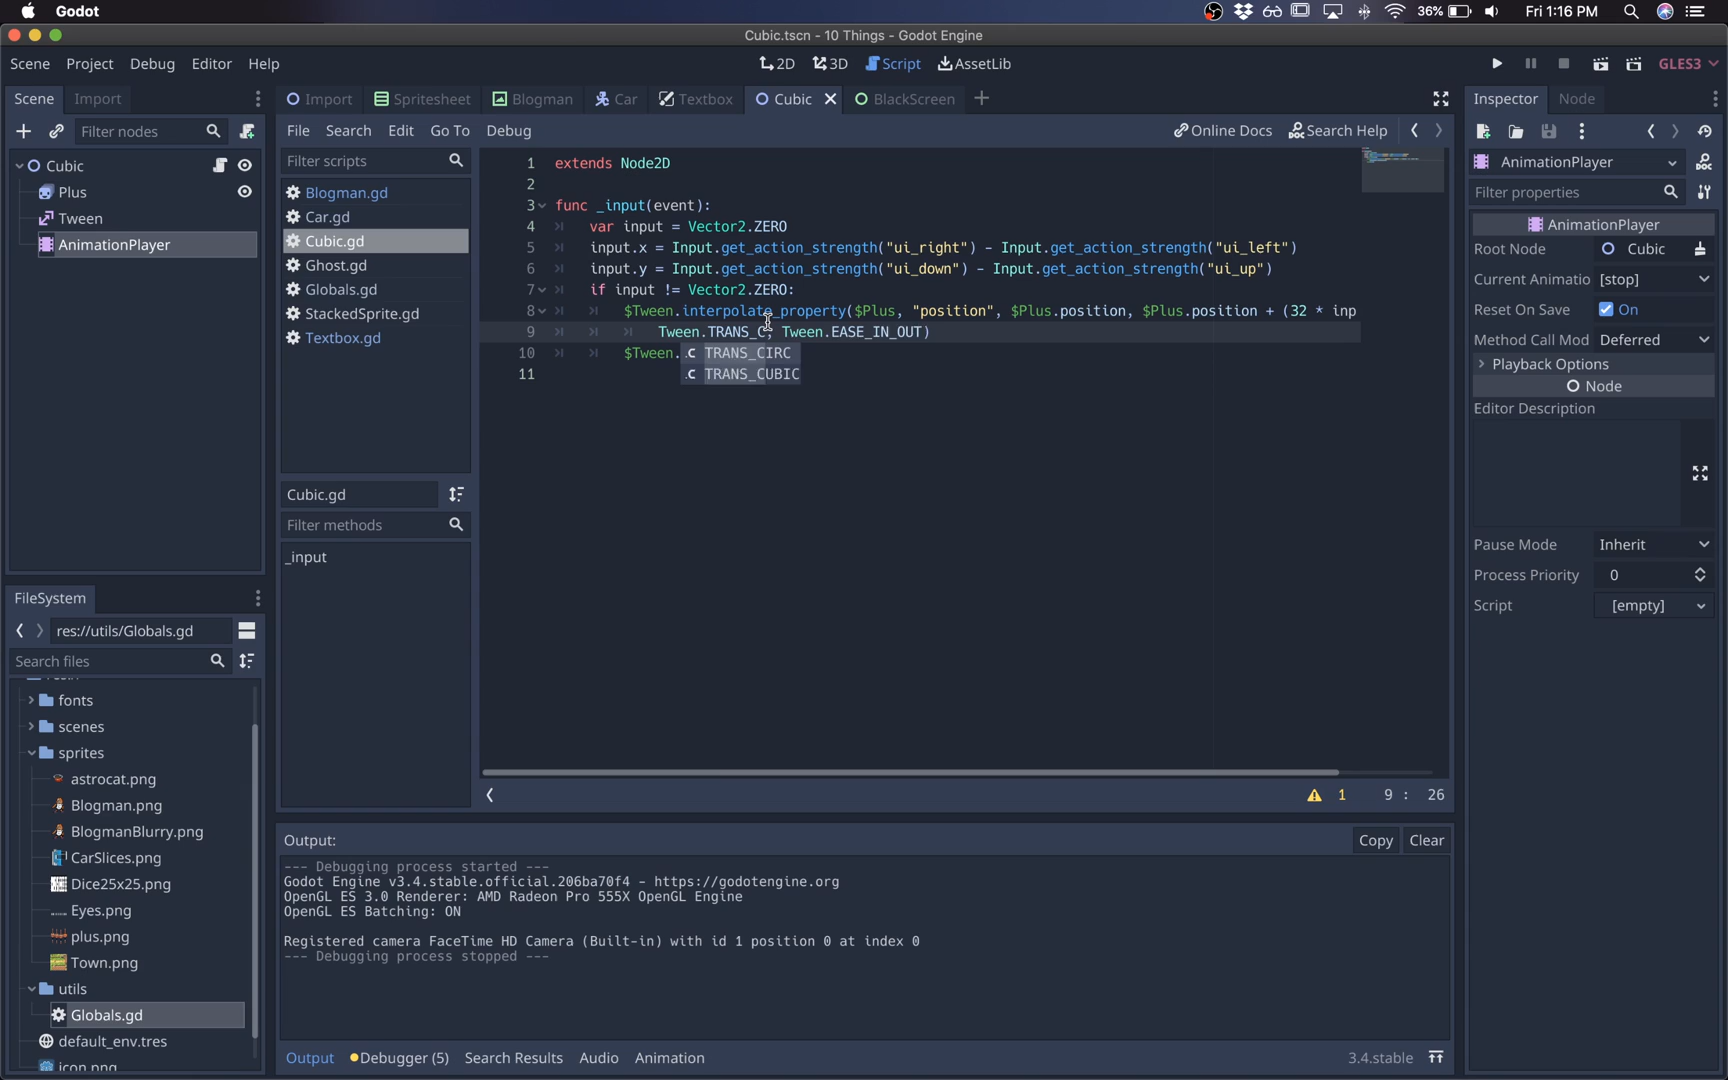 Godot
36%
Fri 1:16 PM
Cubic.tscn - 10 Things - Godot Engine
Scene Project Debug Editor Help
2D 3D Script AssetLib
GLES3
Scene Import
Import Spritesheet Blogman Car Textbox Cubic BlackScreen
Inspector Node
Filter nodes
File Search Edit Go To Debug
Online Docs Search Help
Cubic
Plus
Tween
AnimationPlayer
Filter scripts
Blogman.gd
Car.gd
Cubic.gd
Ghost.gd
Globals.gd
StackedSprite.gd
Textbox.gd
Cubic.gd
Filter methods
_input
1 extends Node2D
2
3 func _input(event):
4 var input = Vector2.ZERO
5 input.x = Input.get_action_strength("ui_right") - Input.get_action_strength("ui_left")
6 input.y = Input.get_action_strength("ui_down") - Input.get_action_strength("ui_up")
7 if input != Vector2.ZERO:
8 $Tween.interpolate_property($Plus, "position", $Plus.position, $Plus.position + (32 * inp
9 Tween.TRANS_C, Tween.EASE_IN_OUT)
10 $Tween.
11
.c TRANS_CIRC
.c TRANS_CUBIC
1 9 : 26
AnimationPlayer
Filter properties
AnimationPlayer
Root Node Cubic
Current Animatio [stop]
Reset On Save On
Method Call Mod Deferred
Playback Options
Node
Editor Description
Pause Mode Inherit
Process Priority 0
Script [empty]
FileSystem
res://utils/Globals.gd
Search files
fonts
scenes
sprites
astrocat.png
Blogman.png
BlogmanBlurry.png
CarSlices.png
Dice25x25.png
Eyes.png
plus.png
Town.png
utils
Globals.gd
default_env.tres
icon.png
Output:
Copy Clear
--- Debugging process started ---
Godot Engine v3.4.stable.official.206ba70f4 - https://godotengine.org
OpenGL ES 3.0 Renderer: AMD Radeon Pro 555X OpenGL Engine
OpenGL ES Batching: ON
Registered camera FaceTime HD Camera (Built-in) with id 1 position 0 at index 0
--- Debugging process stopped ---
Output Debugger (5) Search Results Audio Animation
3.4.stable